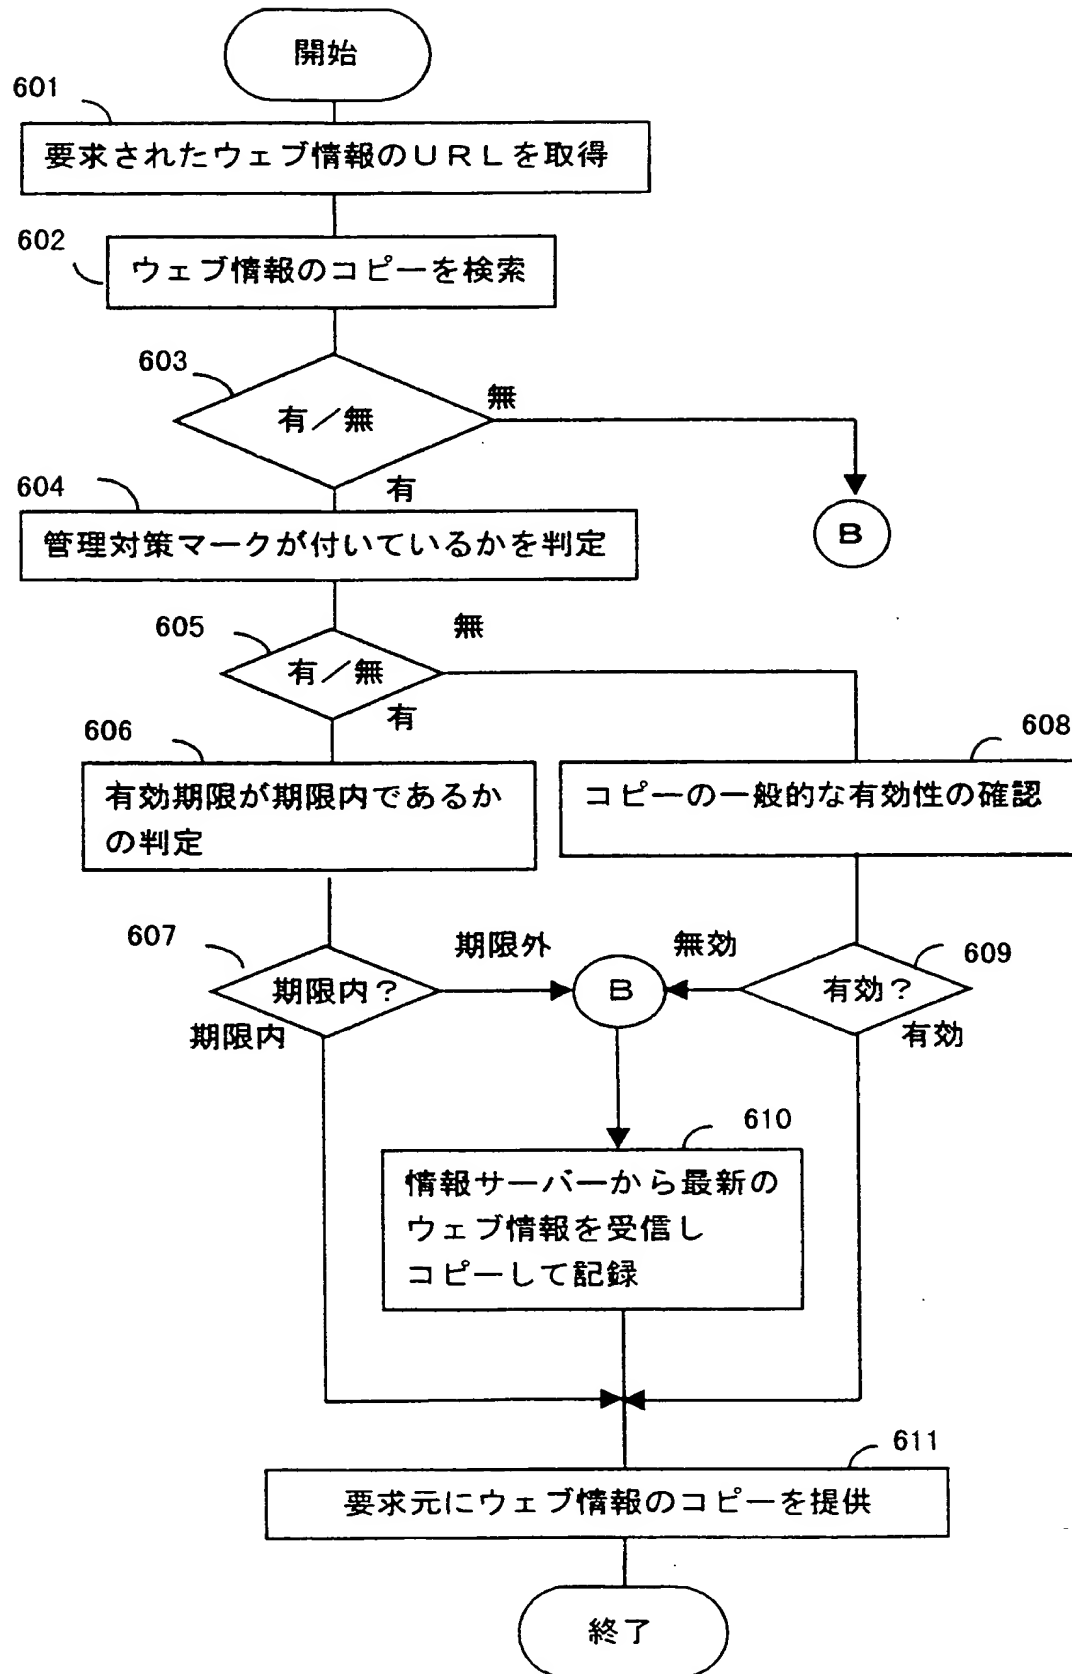 開始
601
要求されたウェブ情報のURLを取得
602
ウェブ情報のコピーを検索
603
有/無
無
有
B
604
管理対策マークが付いているかを判定
605
有/無
無
有
606
有効期限が期限内であるか
の判定
608
コピーの一般的な有効性の確認
607
期限内?
期限外
期限内
B
無効
609
有効?
有効
610
情報サーバーから最新の
ウェブ情報を受信し
コピーして記録
611
要求元にウェブ情報のコピーを提供
終了